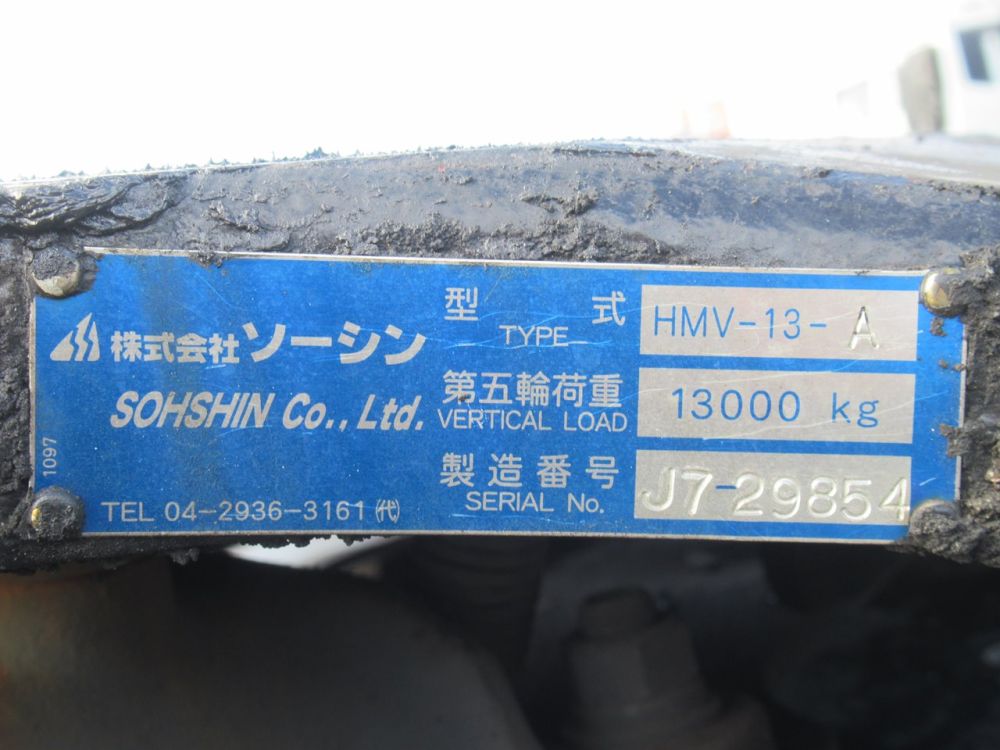 株式会社 ソーシン
SOHSHIN Co., Ltd.
型式 HMV-13-A
TYPE
第五輪荷重 13000 kg
VERTICAL LOAD
製造番号 J7-29854
SERIAL No.
1097
TEL 04-2936-3161 ㈹